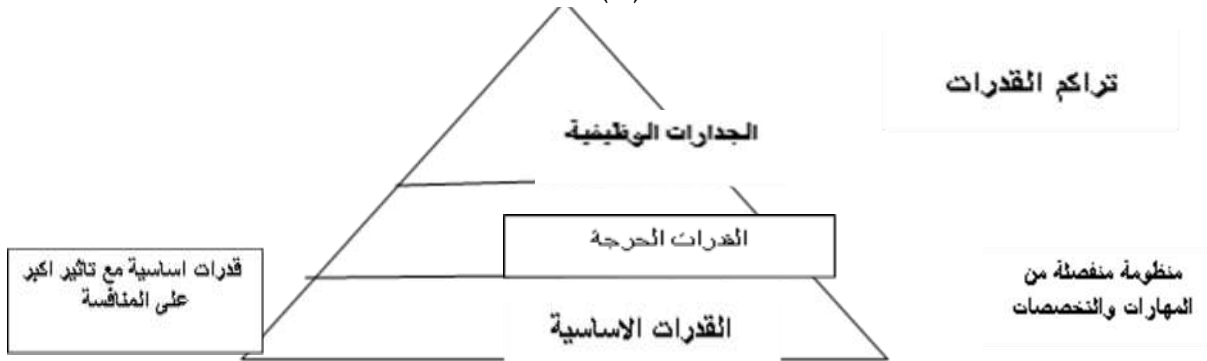 تراكم القدرات
الجدارات الوظيفية
القدرات الحرجة
قدرات اساسية مع تاثير اكبر
على المنافسة
منظومة منفصلة من
المهارات والتخصصات
القدرات الاساسية